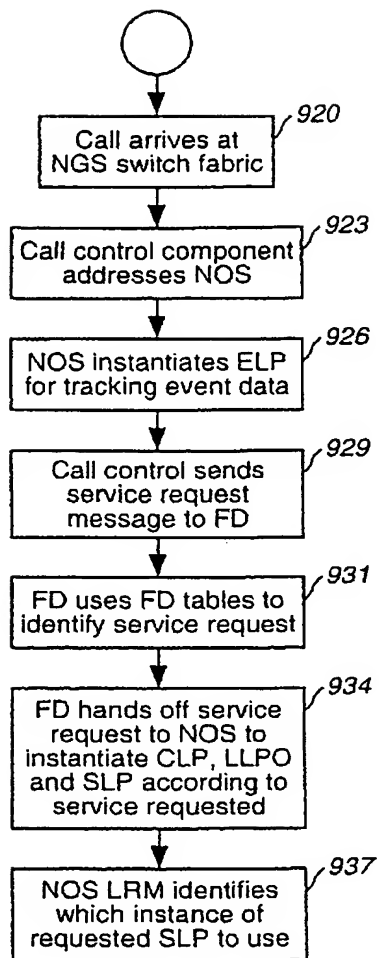 920
Call arrives at
NGS switch fabric
923
Call control component
addresses NOS
926
NOS instantiates ELP
for tracking event data
929
Call control sends
service request
message to FD
931
FD uses FD tables to
identify service request
934
FD hands off service
request to NOS to
instantiate CLP, LLPO
and SLP according to
service requested
937
NOS LRM identifies
which instance of
requested SLP to use